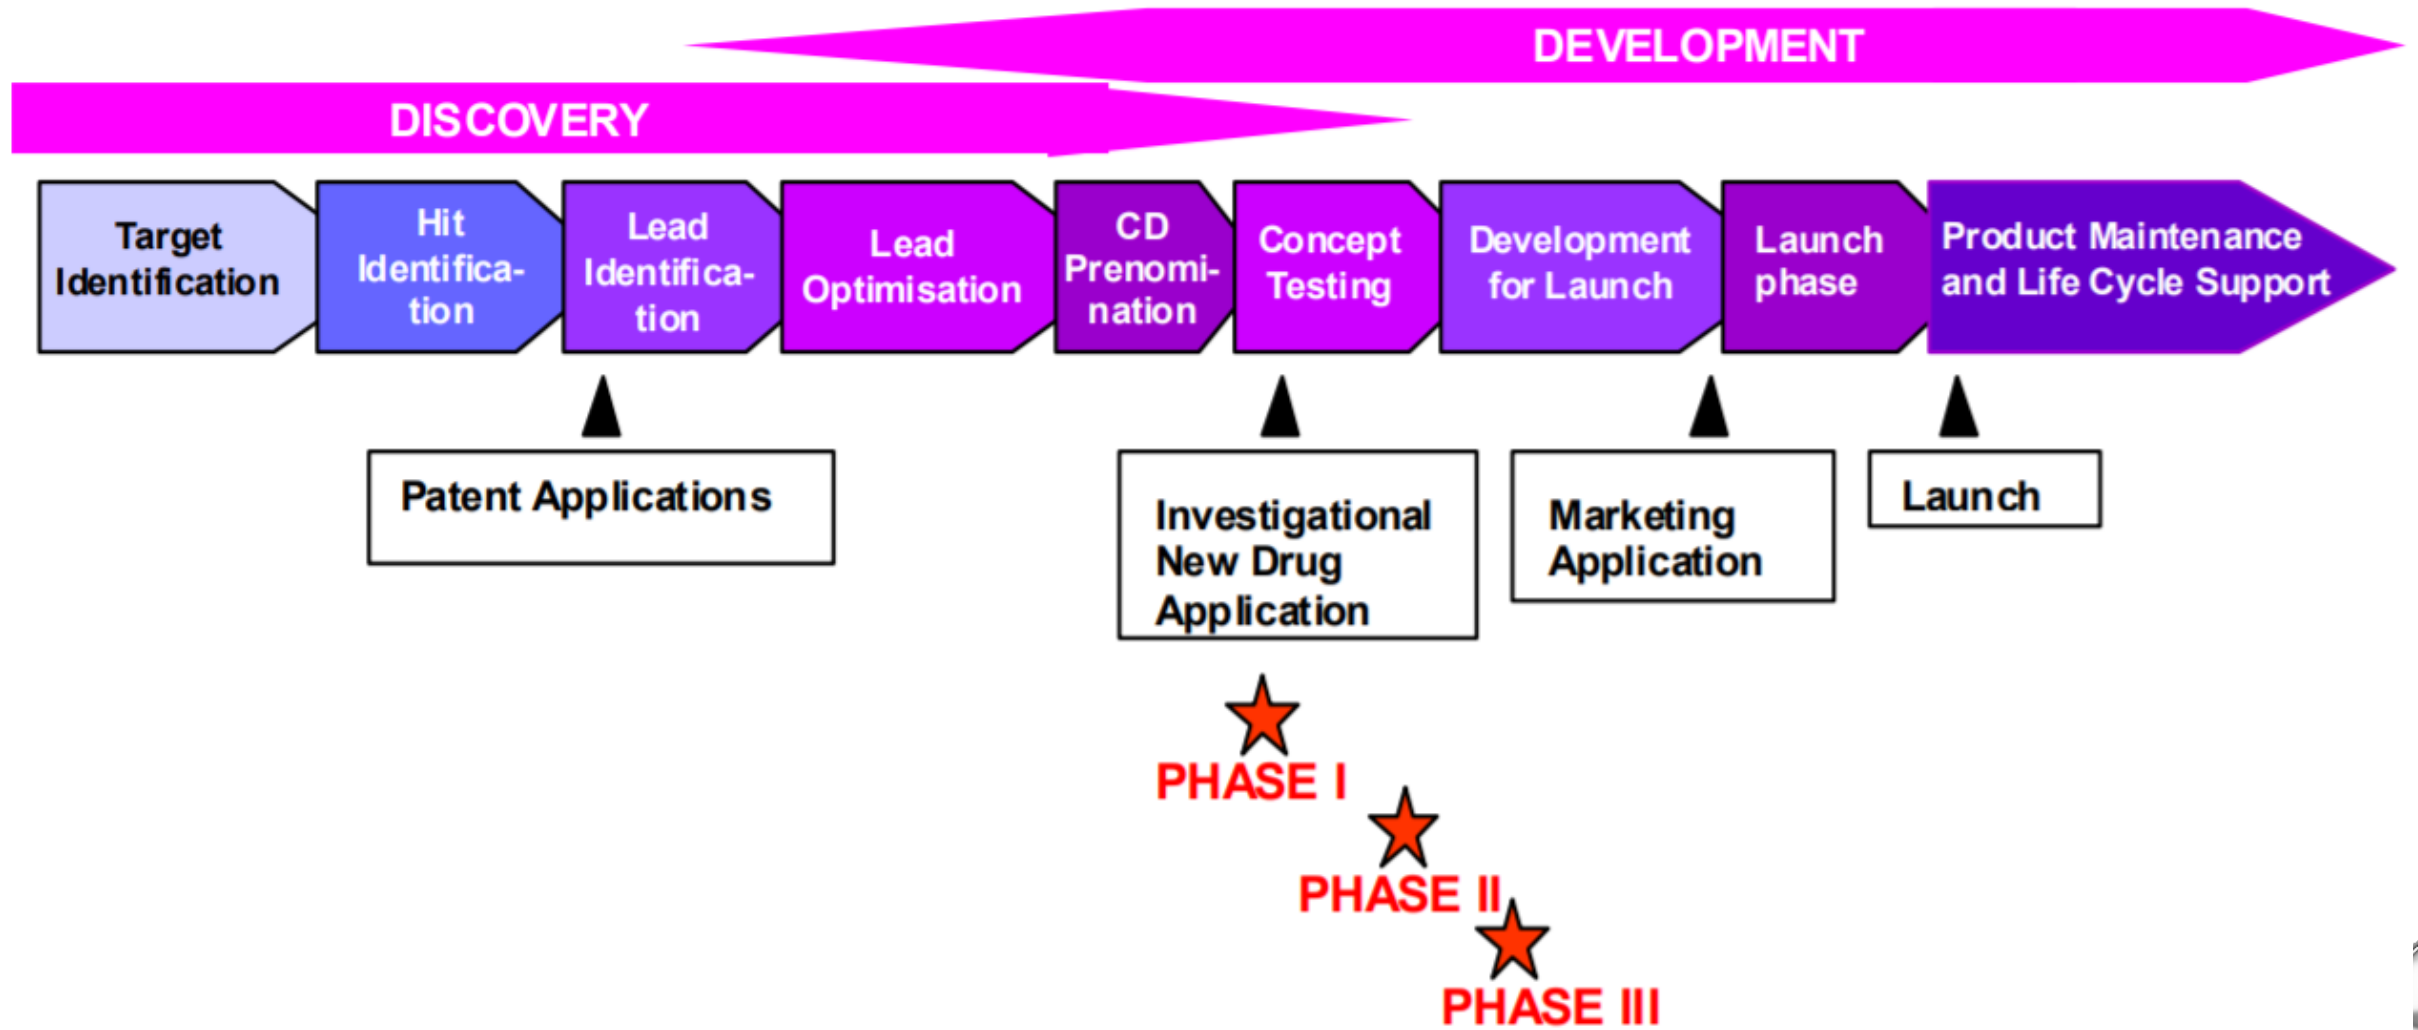 DEVELOPMENT
DISCOVERY
Target
Identification
Hit
Identifica-
tion
Lead
Identifica-
tion
Lead
Optimisation
CD
Prenomi-
nation
Concept
Testing
Development
for Launch
Launch
phase
Product Maintenance
and Life Cycle Support
Patent Applications
Investigational
New Drug
Application
Marketing
Application
Launch
PHASE I
PHASE II
PHASE III